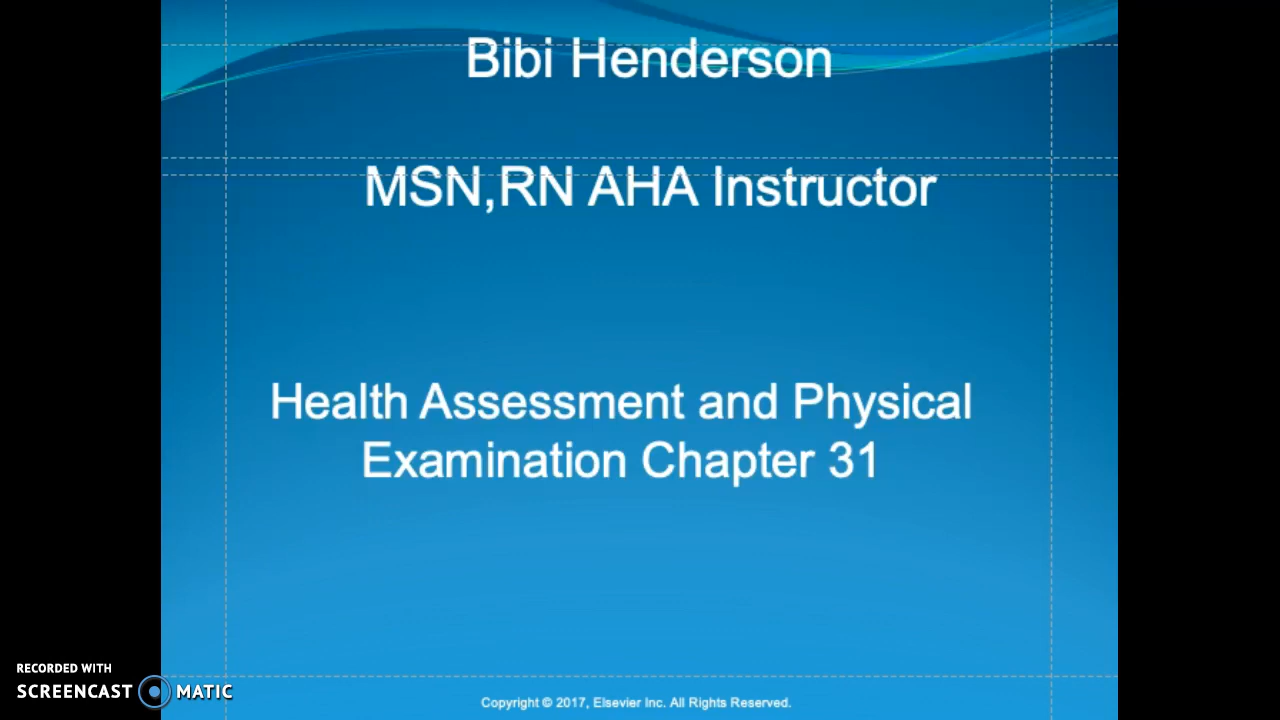 Bibi Henderson
MSN,RN AHA Instructor
Health Assessment and Physical
Examination Chapter 31
RECORDED WITH
SCREENCAST MATIC
Copyright © 2017, Elsevier Inc. All Rights Reserved.